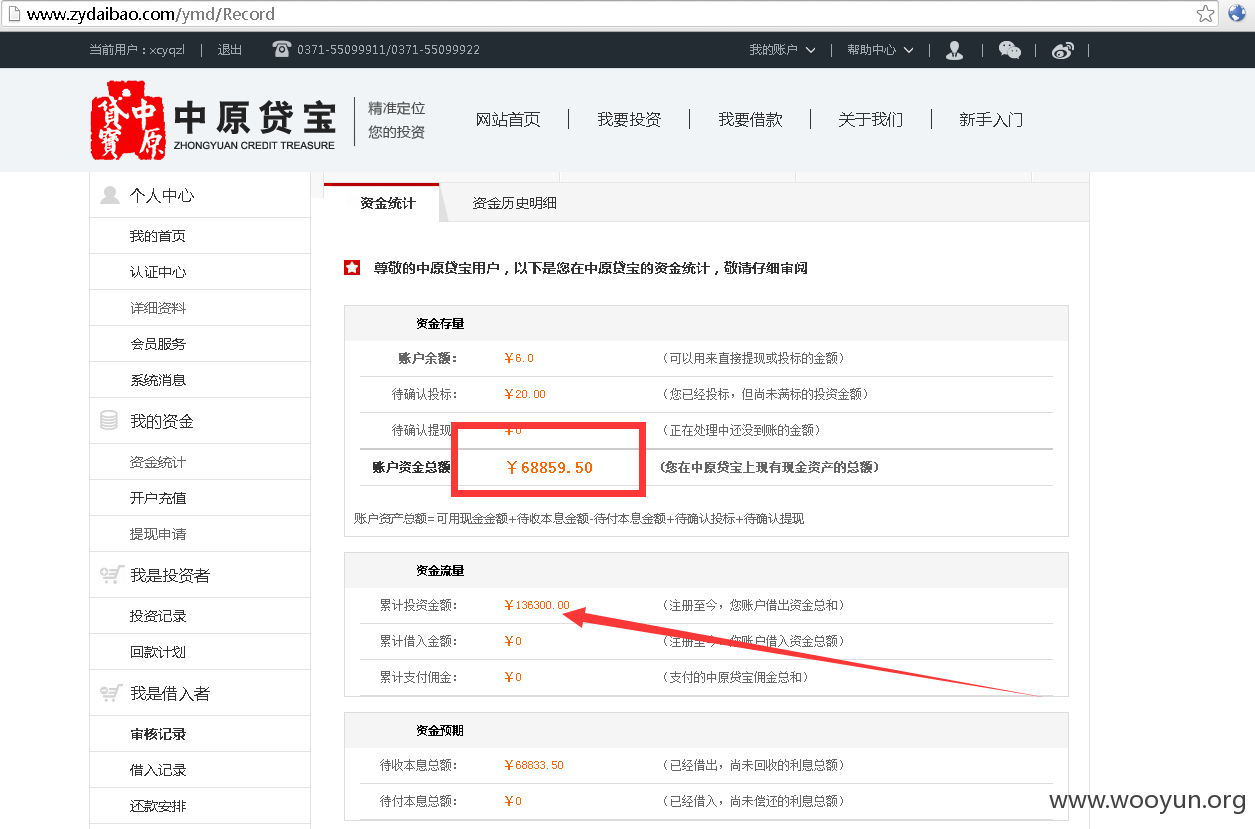 www.zydaibao.com/ymd/Record
当前用户：xcyqzl | 退出 0371-55099911/0371-55099922 我的账户 | 帮助中心
貸寶 中原 中原贷宝 ZHONGYUAN CREDIT TREASURE
精准定位
您的投资
网站首页 | 我要投资 | 我要借款 | 关于我们 | 新手入门
个人中心
我的首页
认证中心
详细资料
会员服务
系统消息
我的资金
资金统计
开户充值
提现申请
我是投资者
投资记录
回款计划
我是借入者
审核记录
借入记录
还款安排
资金统计 资金历史明细
尊敬的中原贷宝用户，以下是您在中原贷宝的资金统计，敬请仔细审阅
资金存量
账户余额： ￥6.0 （可以用来直接提现或投标的金额）
待确认投标： ￥20.00 （您已经投标，但尚未满标的投资金额）
待确认提现 ￥0 （正在处理中还没到账的金额）
账户资金总额 ￥68859.50 （您在中原贷宝上现有现金资产的总额）
账户资产总额=可用现金金额+待收本息金额-待付本息金额+待确认投标+待确认提现
资金流量
累计投资金额： ￥136300.00 （注册至今，您账户借出资金总和）
累计借入金额： ￥0 （注册至今，您账户借入资金总额）
累计支付佣金： ￥0 （支付的中原贷宝佣金总和）
资金预期
待收本息总额： ￥68833.50 （已经借出，尚未回收的利息总额）
待付本息总额： ￥0 （已经借入，尚未偿还的利息总额）
www.wooyun.org